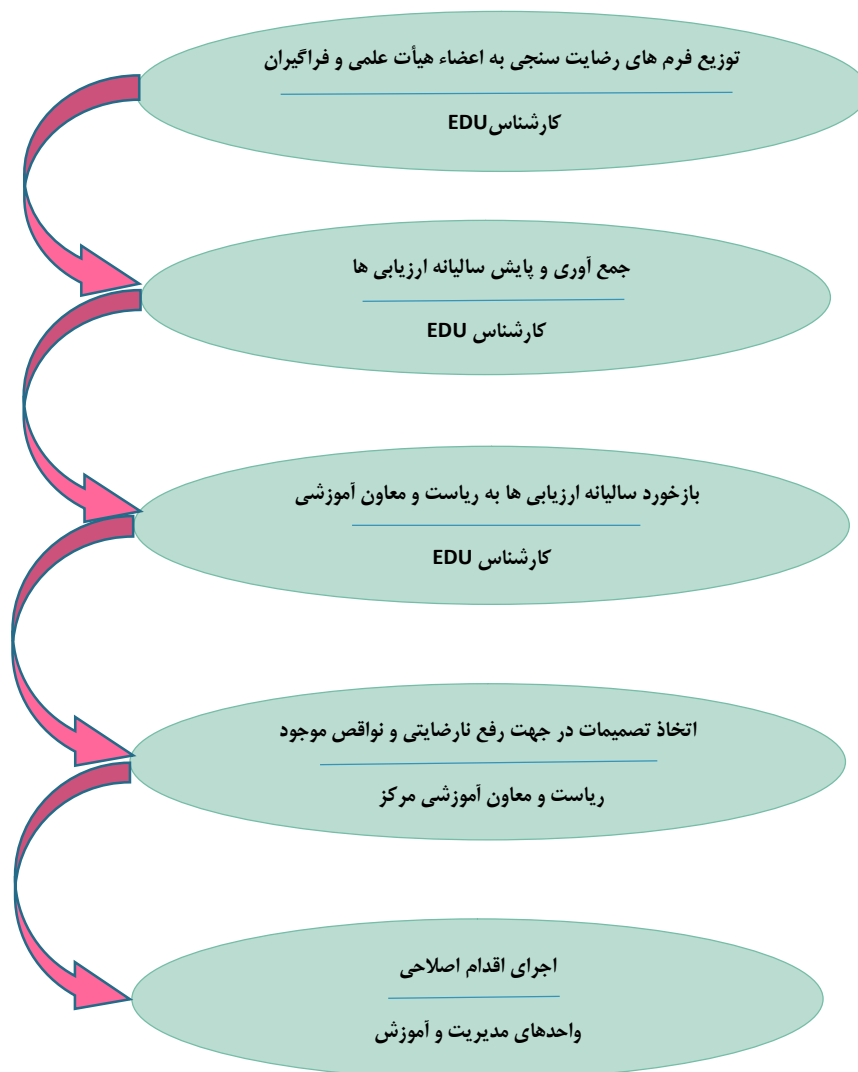 توزیع فرم های رضایت سنجی به اعضاء هیأت علمی و فراگیران
کارشناسEDU
جمع آوری و پایش سالیانه ارزیابی ها
کارشناس EDU
بازخورد سالیانه ارزیابی ها به ریاست و معاون آموزشی
کارشناس EDU
اتخاذ تصمیمات در جهت رفع نارضایتی و نواقص موجود
ریاست و معاون آموزشی مرکز
اجرای اقدام اصلاحی
واحدهای مدیریت و آموزش